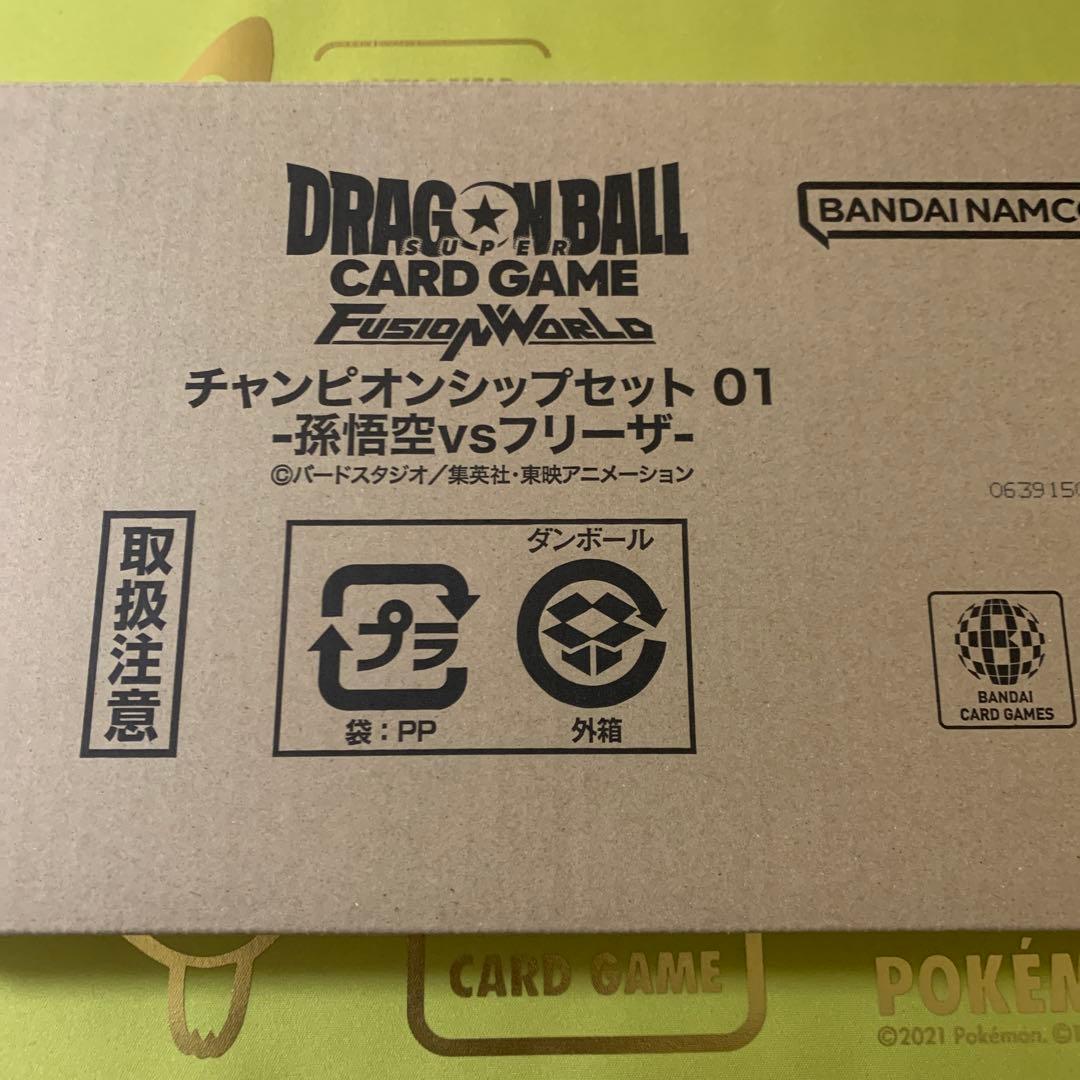 DRAGON BALL
SUPER
CARD GAME
FUSION WORLD
チャンピオンシップセット 01
-孫悟空vsフリーザ-
©バードスタジオ／集英社・東映アニメーション
BANDAI NAMCO
取扱注意
ダンボール
プラ
袋：PP
外箱
BANDAI
CARD GAMES
CARD GAME
POKÉM
©2021 Pokémon.